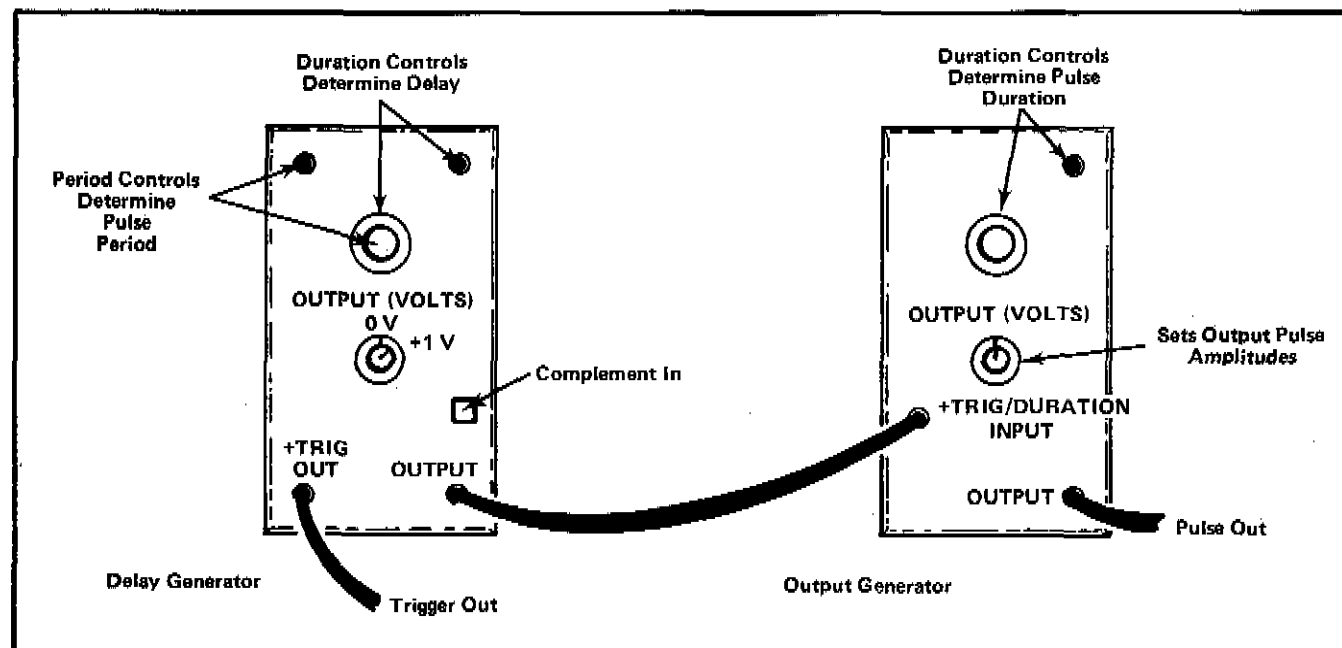 Duration Controls
Determine Delay
Duration Controls
Determine Pulse
Duration
Period Controls
Determine
Pulse
Period
OUTPUT (VOLTS)
0 V
+1 V
OUTPUT (VOLTS)
Sets Output Pulse
Amplitudes
Complement In
+TRIG/DURATION
INPUT
+TRIG
OUT
OUTPUT
OUTPUT
Pulse Out
Delay Generator
Trigger Out
Output Generator